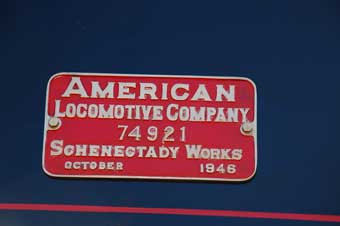 AMERICAN
LOCOMOTIVE COMPANY
74921
SCHENECTADY WORKS
OCTOBER 1946